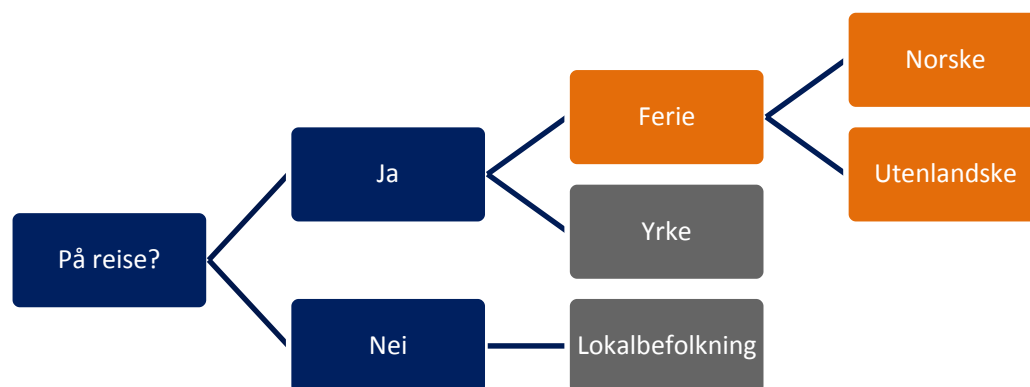 På reise?
Ja
Nei
Ferie
Yrke
Lokalbefolkning
Norske
Utenlandske